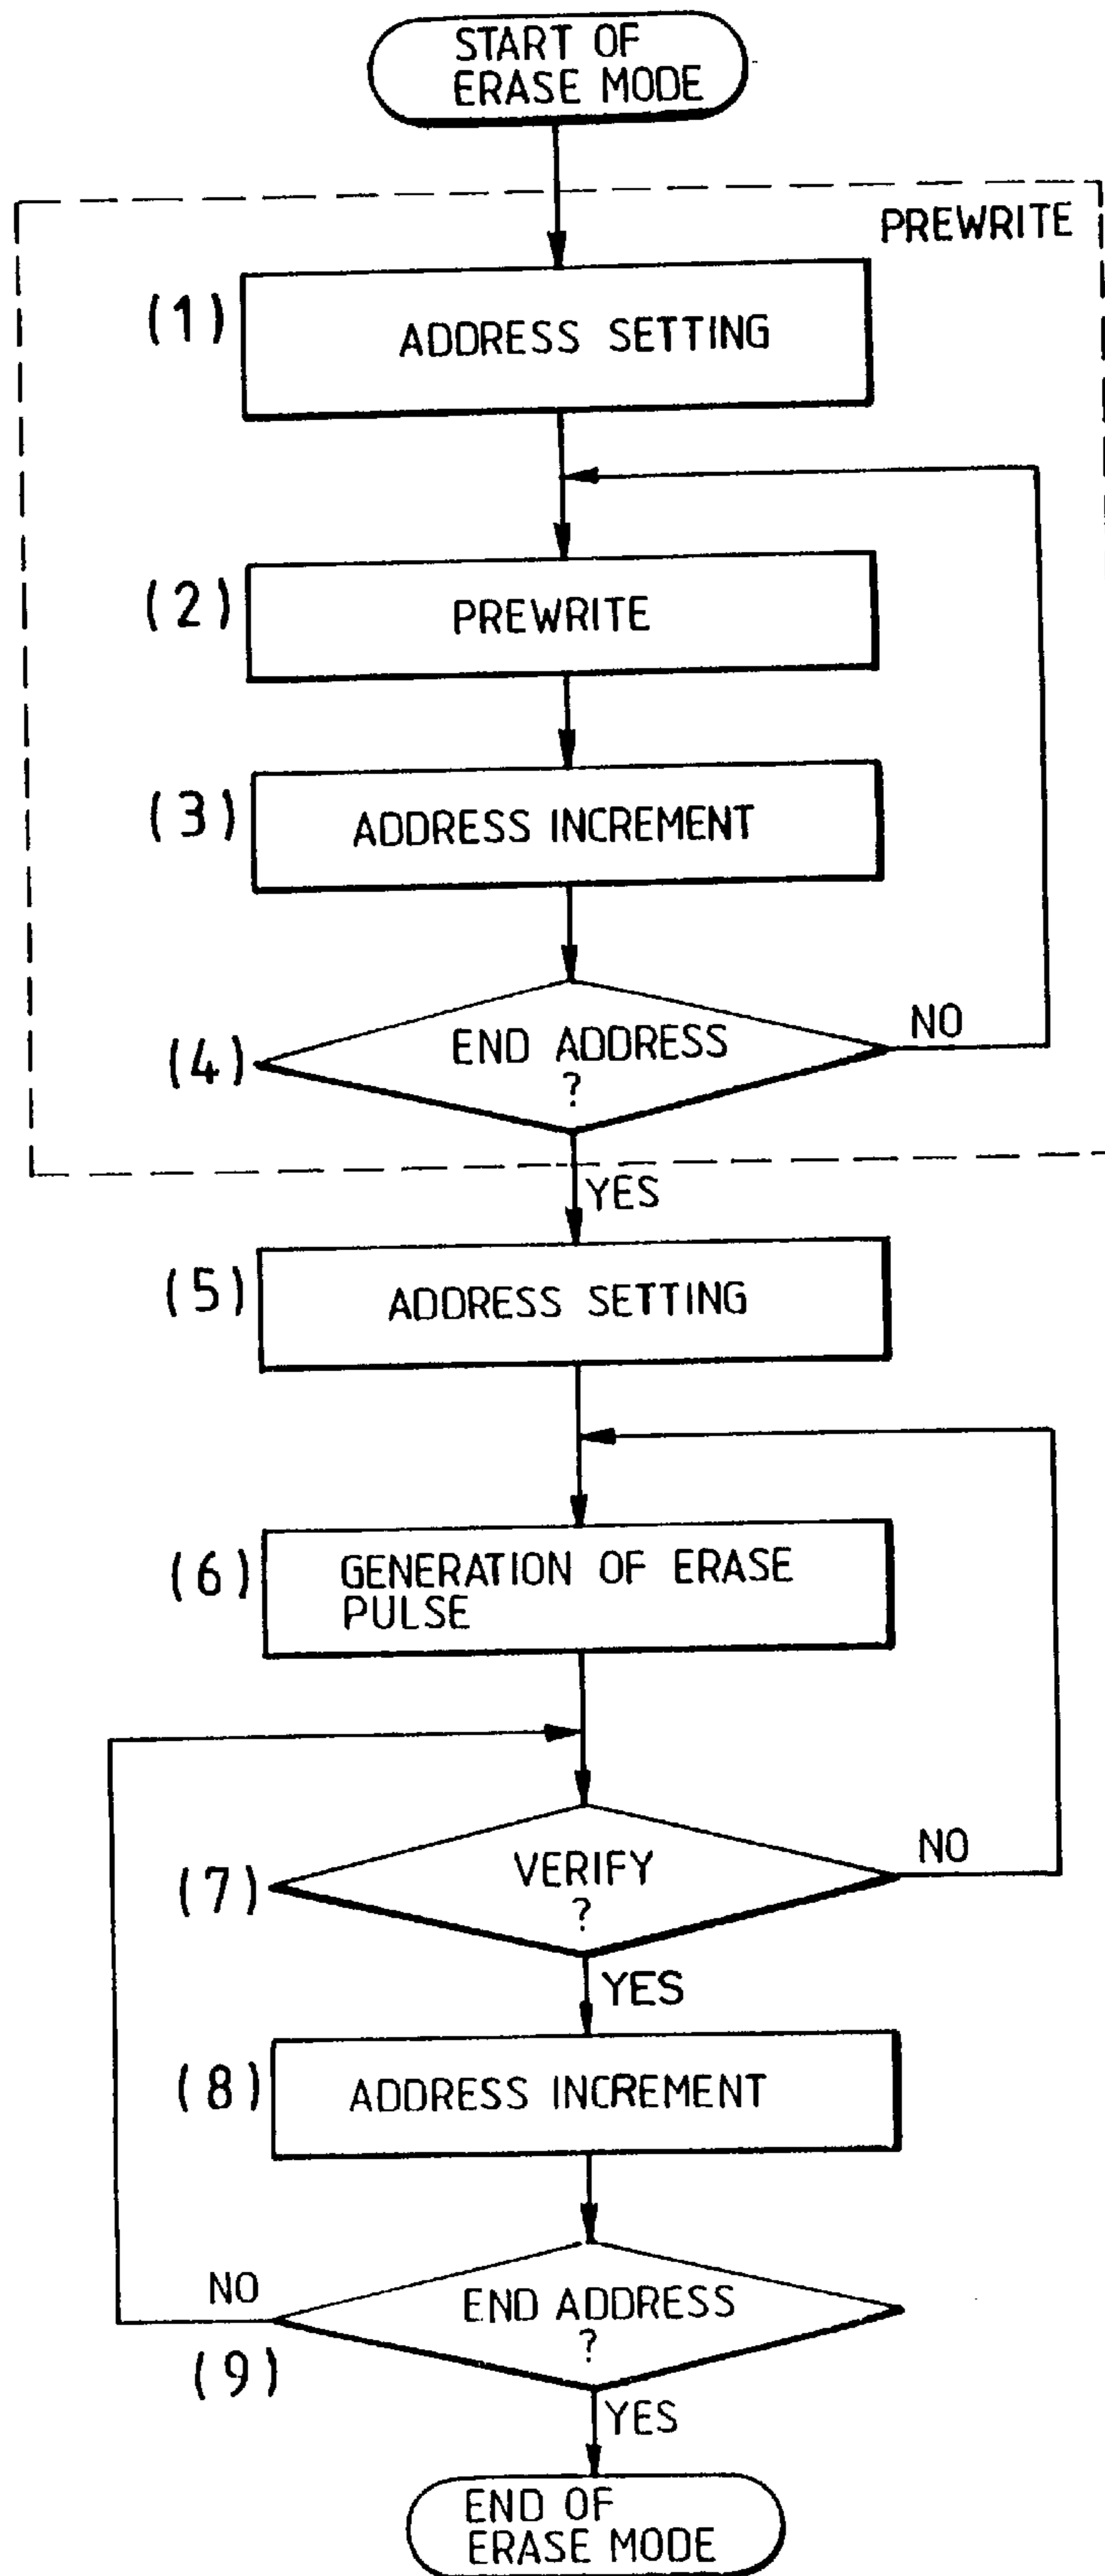 START OF
ERASE MODE
PREWRITE
(1)
ADDRESS SETTING
(2)
PREWRITE
(3)
ADDRESS INCREMENT
(4)
END ADDRESS
?
NO
YES
(5)
ADDRESS SETTING
(6)
GENERATION OF ERASE
PULSE
(7)
VERIFY
?
NO
YES
(8)
ADDRESS INCREMENT
NO
END ADDRESS
?
(9)
YES
END OF
ERASE MODE